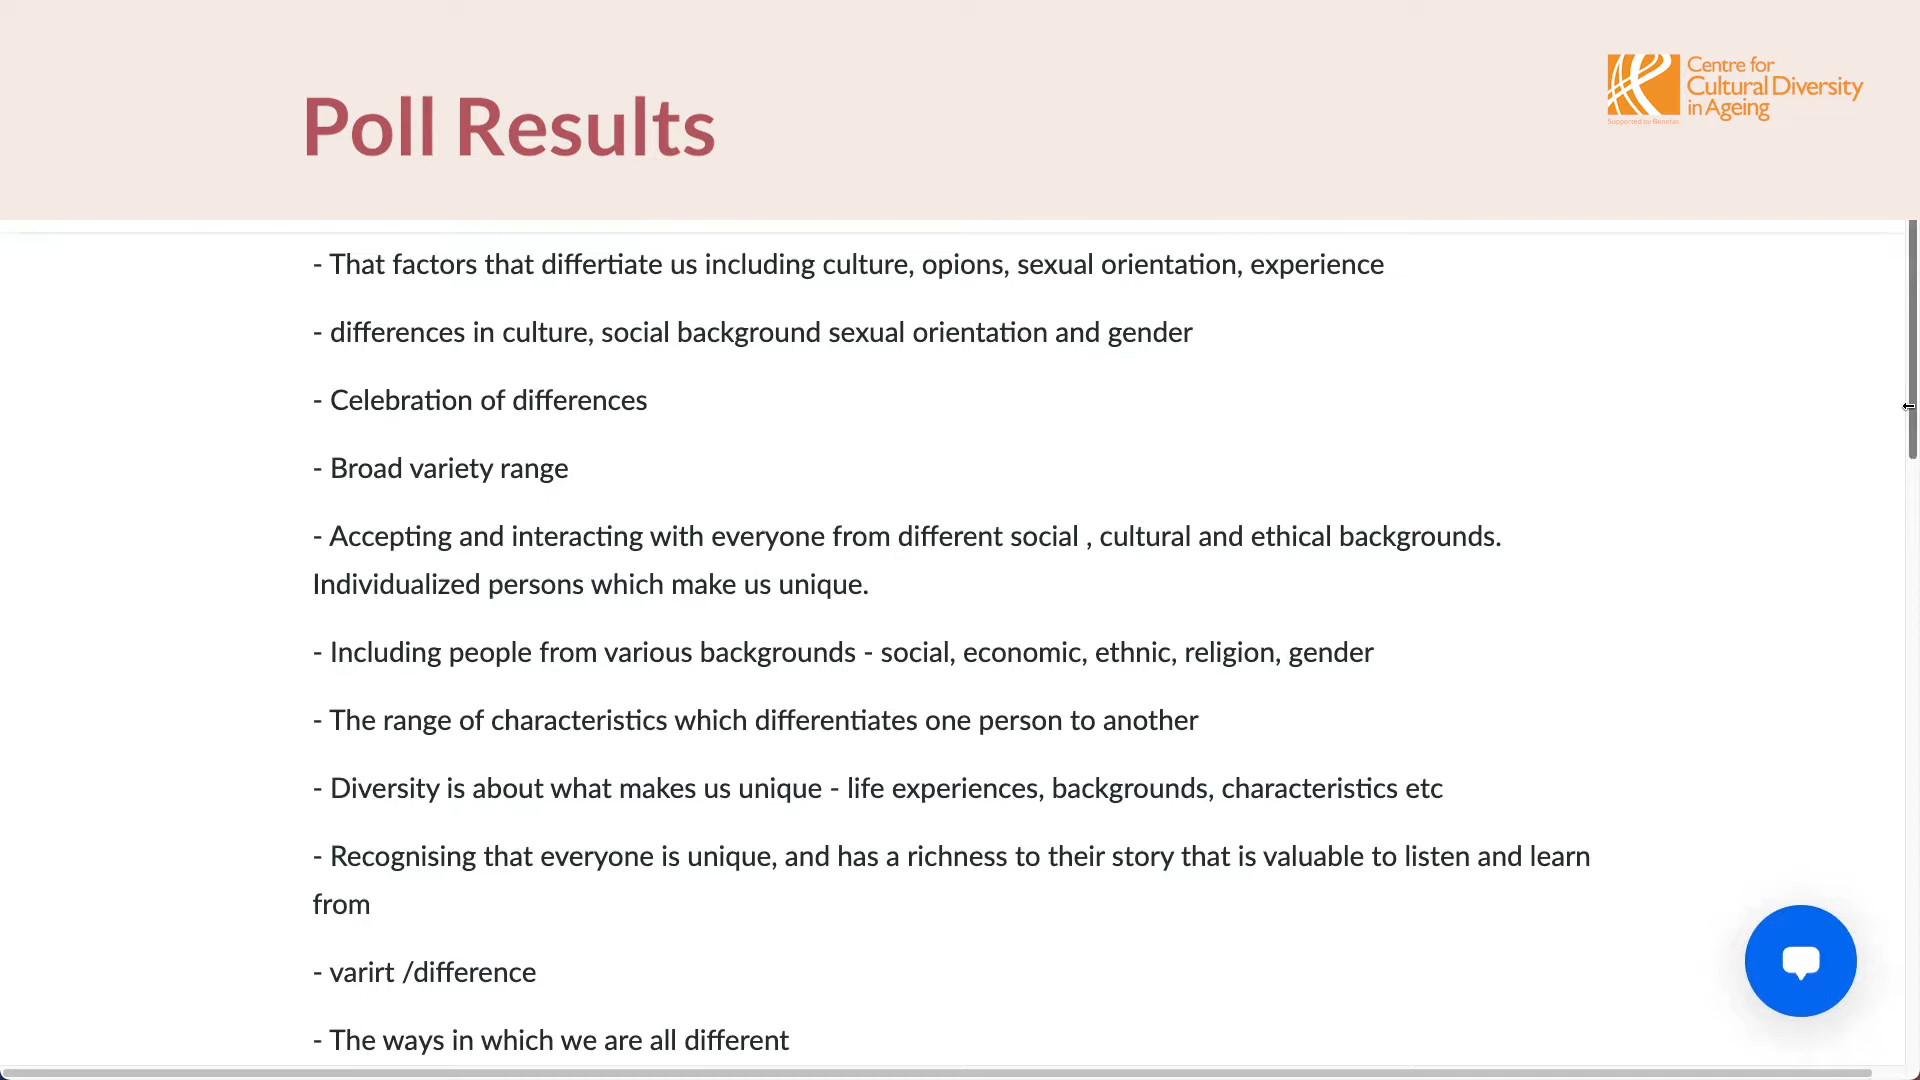 Poll Results
Centre for
Cultural Diversity
in Ageing
Supported by Benetas
- That factors that differtiate us including culture, opions, sexual orientation, experience
- differences in culture, social background sexual orientation and gender
- Celebration of differences
- Broad variety range
- Accepting and interacting with everyone from different social , cultural and ethical backgrounds.
Individualized persons which make us unique.
- Including people from various backgrounds - social, economic, ethnic, religion, gender
- The range of characteristics which differentiates one person to another
- Diversity is about what makes us unique - life experiences, backgrounds, characteristics etc
- Recognising that everyone is unique, and has a richness to their story that is valuable to listen and learn
from
- varirt /difference
- The ways in which we are all different